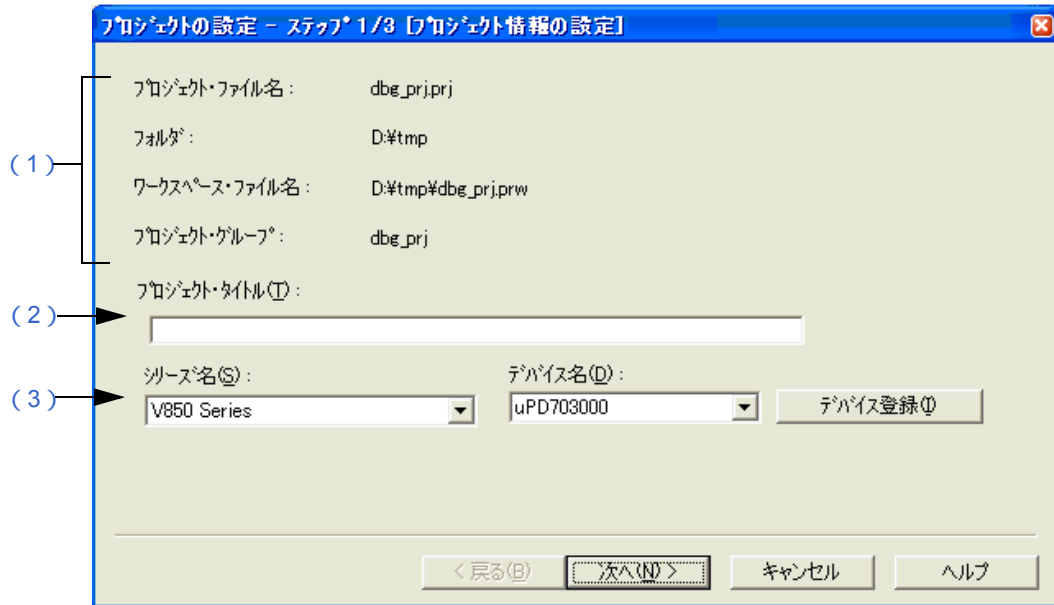 ﾌﾟﾛｼﾞｪｸﾄの設定 - ｽﾃｯﾌﾟ 1/3 [ﾌﾟﾛｼﾞｪｸﾄ情報の設定]
(1)
ﾌﾟﾛｼﾞｪｸﾄ･ﾌｧｲﾙ名 : dbg_prj.prj
ﾌｫﾙﾀﾞ : D:¥tmp
ﾜｰｸｽﾍﾟｰｽ･ﾌｧｲﾙ名 : D:¥tmp¥dbg_prj.prw
ﾌﾟﾛｼﾞｪｸﾄ･ｸﾞﾙｰﾌﾟ : dbg_prj
ﾌﾟﾛｼﾞｪｸﾄ･ﾀｲﾄﾙ(T) :
(2)
ｼﾘｰｽﾞ名(S) : ﾃﾞﾊﾞｲｽ名(D) :
(3) V850 Series uPD703000 ﾃﾞﾊﾞｲｽ登録(I)
< 戻る(B) 次へ(N) > キャンセル ヘルプ